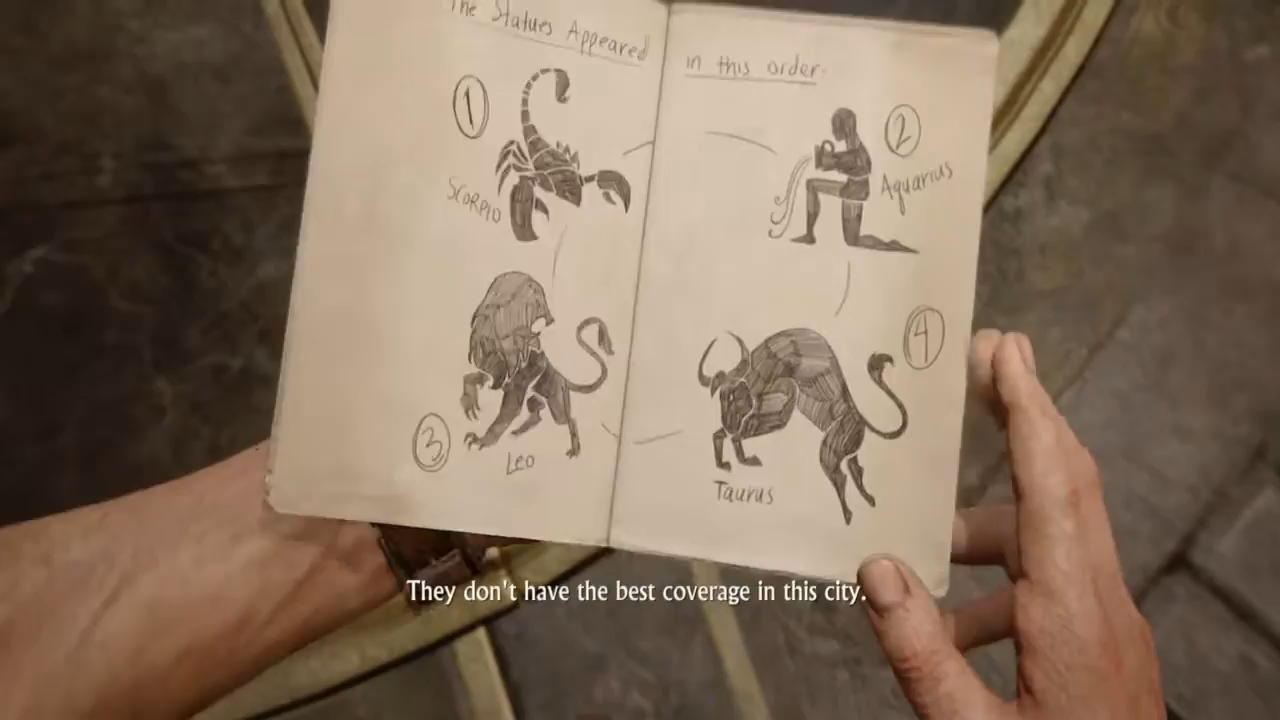 The Statues Appeared
in this order.
1
SCORPIO
2
Aquarius
3
Leo
4
Taurus
They don't have the best coverage in this city.